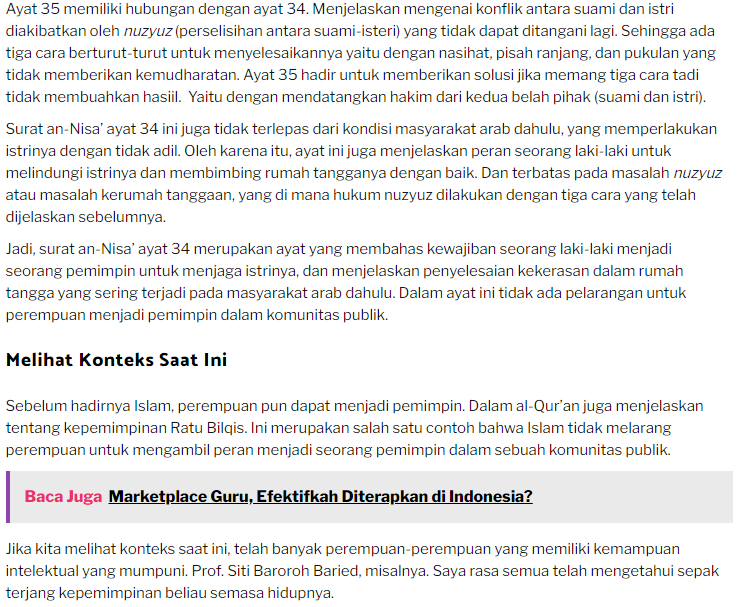 Ayat 35 memiliki hubungan dengan ayat 34. Menjelaskan mengenai konflik antara suami dan istri
diakibatkan oleh nuzyuz (perselisihan antara suami-isteri) yang tidak dapat ditangani lagi. Sehingga ada
tiga cara berturut-turut untuk menyelesaikannya yaitu dengan nasihat, pisah ranjang, dan pukulan yang
tidak memberikan kemudharatan. Ayat 35 hadir untuk memberikan solusi jika memang tiga cara tadi
tidak membuahkan hasiil. Yaitu dengan mendatangkan hakim dari kedua belah pihak (suami dan istri).
Surat an-Nisa’ ayat 34 ini juga tidak terlepas dari kondisi masyarakat arab dahulu, yang memperlakukan
istrinya dengan tidak adil. Oleh karena itu, ayat ini juga menjelaskan peran seorang laki-laki untuk
melindungi istrinya dan membimbing rumah tangganya dengan baik. Dan terbatas pada masalah nuzyuz
atau masalah kerumah tanggaan, yang di mana hukum nuzyuz dilakukan dengan tiga cara yang telah
dijelaskan sebelumnya.
Jadi, surat an-Nisa’ ayat 34 merupakan ayat yang membahas kewajiban seorang laki-laki menjadi
seorang pemimpin untuk menjaga istrinya, dan menjelaskan penyelesaian kekerasan dalam rumah
tangga yang sering terjadi pada masyarakat arab dahulu. Dalam ayat ini tidak ada pelarangan untuk
perempuan menjadi pemimpin dalam komunitas publik.
Melihat Konteks Saat Ini
Sebelum hadirnya Islam, perempuan pun dapat menjadi pemimpin. Dalam al-Qur’an juga menjelaskan
tentang kepemimpinan Ratu Bilqis. Ini merupakan salah satu contoh bahwa Islam tidak melarang
perempuan untuk mengambil peran menjadi seorang pemimpin dalam sebuah komunitas publik.
Baca Juga Marketplace Guru, Efektifkah Diterapkan di Indonesia?
Jika kita melihat konteks saat ini, telah banyak perempuan-perempuan yang memiliki kemampuan
intelektual yang mumpuni. Prof. Siti Baroroh Baried, misalnya. Saya rasa semua telah mengetahui sepak
terjang kepemimpinan beliau semasa hidupnya.